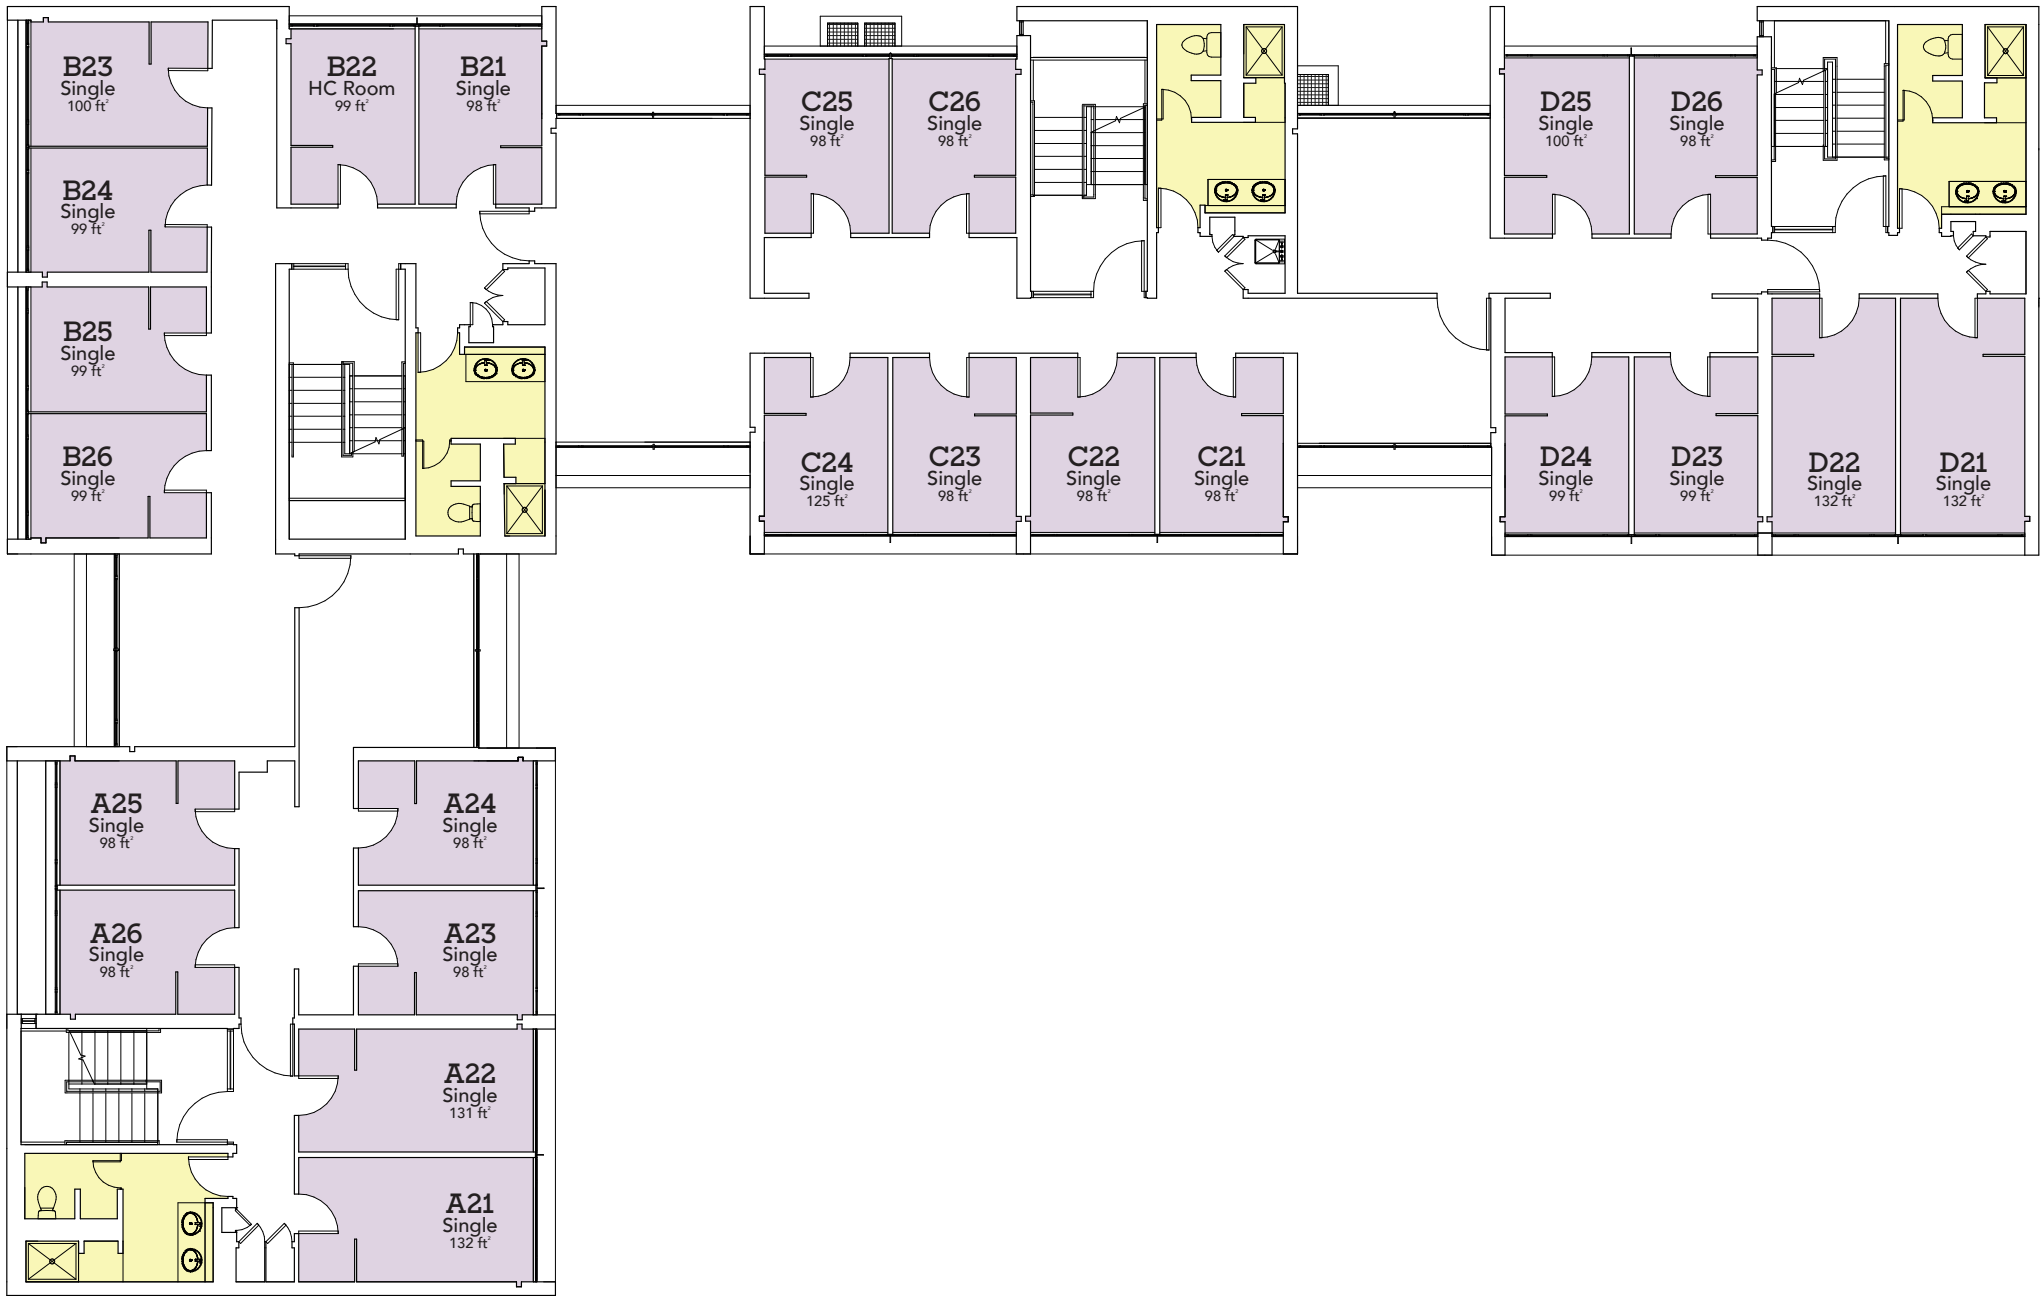 B23
Single
100 ft²
B22
HC Room
99 ft²
B21
Single
98 ft²
C25
Single
98 ft²
C26
Single
98 ft²
D25
Single
100 ft²
D26
Single
98 ft²
B24
Single
99 ft²
B25
Single
99 ft²
B26
Single
99 ft²
C24
Single
125 ft²
C23
Single
98 ft²
C22
Single
98 ft²
C21
Single
98 ft²
D24
Single
99 ft²
D23
Single
99 ft²
D22
Single
132 ft²
D21
Single
132 ft²
A25
Single
98 ft²
A24
Single
98 ft²
A26
Single
98 ft²
A23
Single
98 ft²
A22
Single
131 ft²
A21
Single
132 ft²